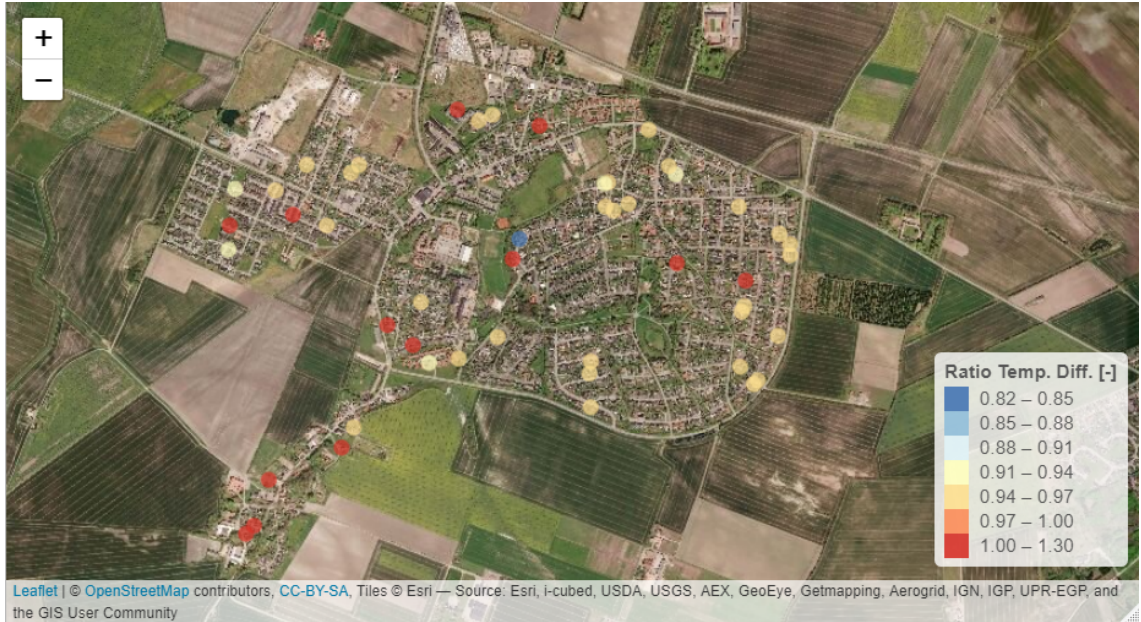 +
−
Ratio Temp. Diff. [-]
0.82 – 0.85
0.85 – 0.88
0.88 – 0.91
0.91 – 0.94
0.94 – 0.97
0.97 – 1.00
1.00 – 1.30
Leaflet | © OpenStreetMap contributors, CC-BY-SA, Tiles © Esri — Source: Esri, i-cubed, USDA, USGS, AEX, GeoEye, Getmapping, Aerogrid, IGN, IGP, UPR-EGP, and
the GIS User Community